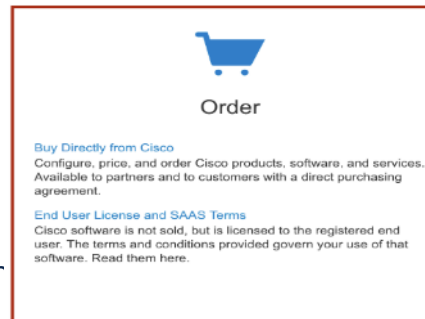 Order
Buy Directly from Cisco
Configure, price, and order Cisco products, software, and services.
Available to partners and to customers with a direct purchasing
agreement.
End User License and SAAS Terms
Cisco software is not sold, but is licensed to the registered end
user. The terms and conditions provided govern your use of that
software. Read them here.